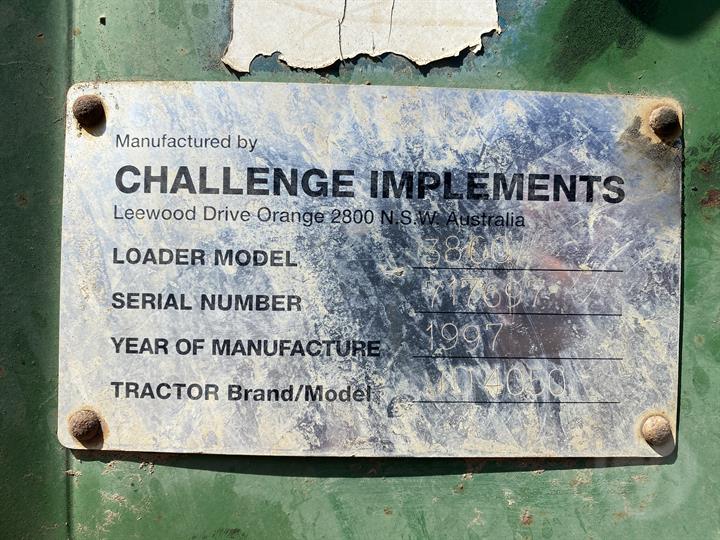 Manufactured by
CHALLENGE IMPLEMENTS
Leewood Drive Orange 2800 N.S.W. Australia
LOADER MODEL
SERIAL NUMBER 717697
YEAR OF MANUFACTURE 1997
TRACTOR Brand/Model